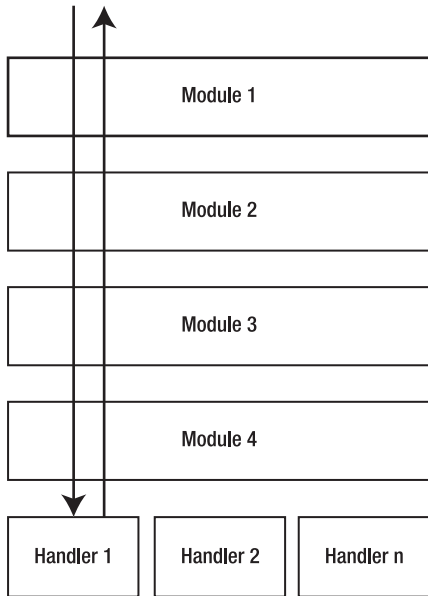 Module 1
Module 2
Module 3
Module 4
Handler 1 Handler 2 Handler n